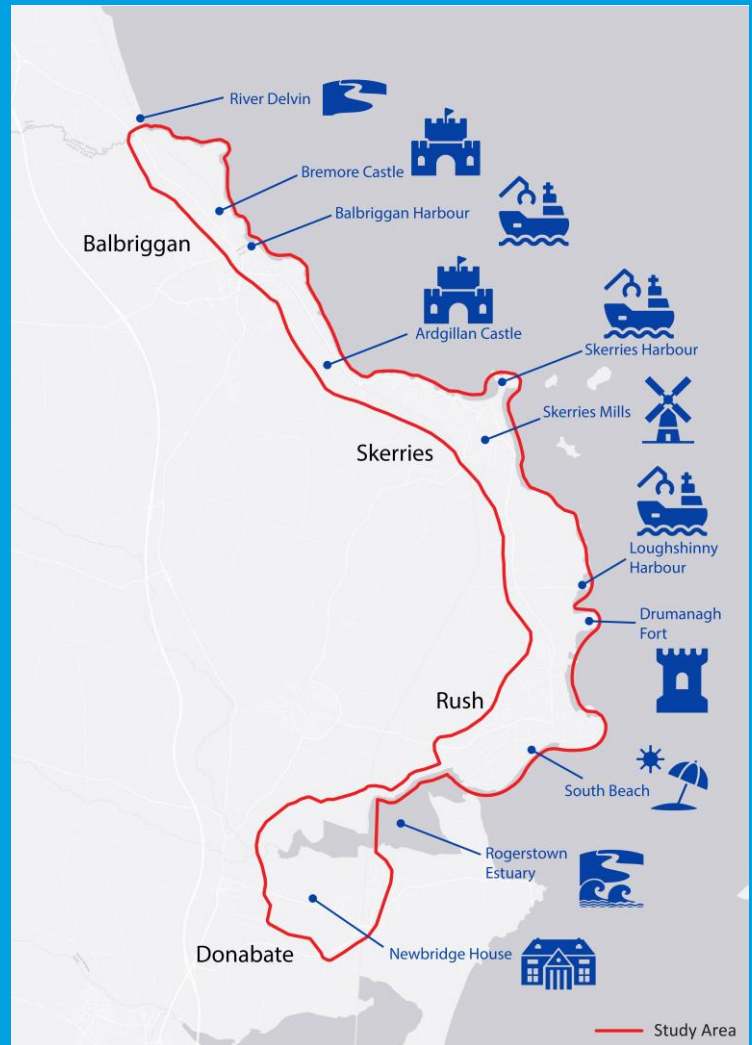 River Delvin
Bremore Castle
Balbriggan Harbour
Balbriggan
Ardgillan Castle
Skerries Harbour
Skerries Mills
Skerries
Loughshinny
Harbour
Drumanagh
Fort
Rush
South Beach
Rogerstown
Estuary
Donabate
Newbridge House
Study Area